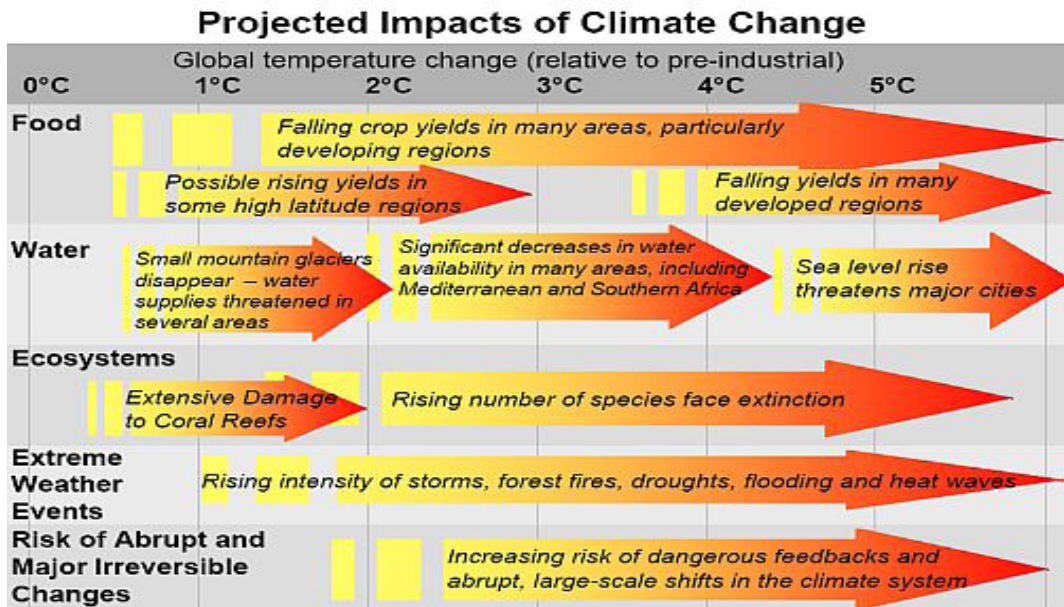 Projected Impacts of Climate Change
Global temperature change (relative to pre-industrial)
0°C 1°C 2°C 3°C 4°C 5°C
Food
Falling crop yields in many areas, particularly
developing regions
Possible rising yields in
some high latitude regions
Falling yields in many
developed regions
Water
Small mountain glaciers
disappear – water
supplies threatened in
several areas
Significant decreases in water
availability in many areas, including
Mediterranean and Southern Africa
Sea level rise
threatens major cities
Ecosystems
Extensive Damage
to Coral Reefs
Rising number of species face extinction
Extreme
Weather
Events
Rising intensity of storms, forest fires, droughts, flooding and heat waves
Risk of Abrupt and
Major Irreversible
Changes
Increasing risk of dangerous feedbacks and
abrupt, large-scale shifts in the climate system